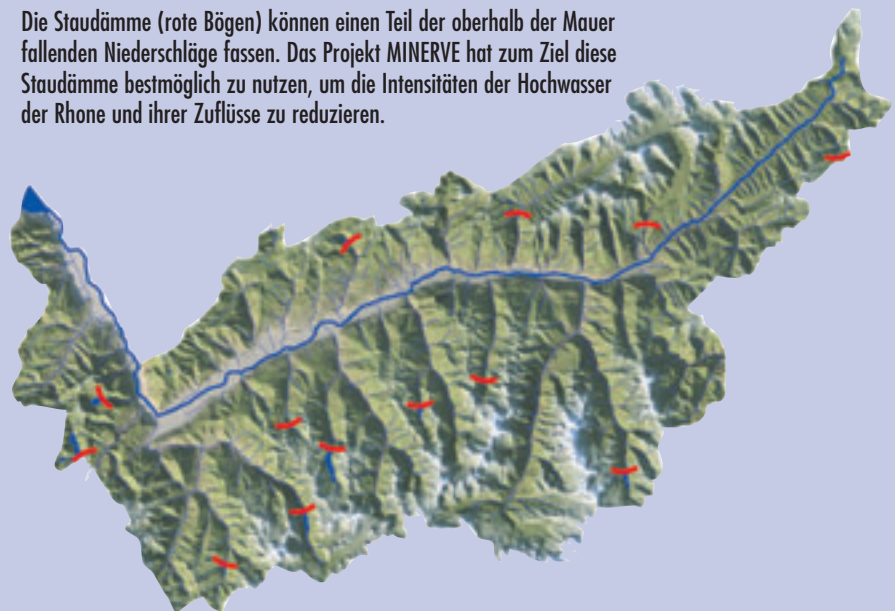 Die Staudämme (rote Bögen) können einen Teil der oberhalb der Mauer
fallenden Niederschläge fassen. Das Projekt MINERVE hat zum Ziel diese
Staudämme bestmöglich zu nutzen, um die Intensitäten der Hochwasser
der Rhone und ihrer Zuflüsse zu reduzieren.